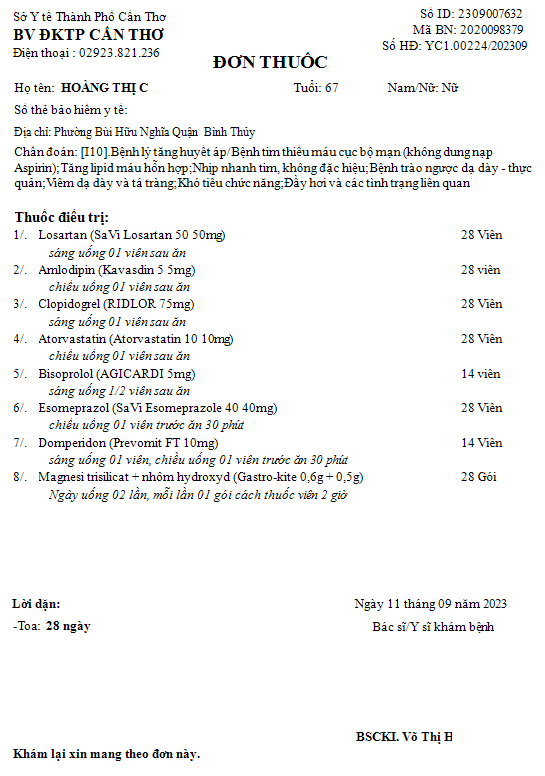 Sở Y tế Thành Phố Cần Thơ
BV ĐKTP CẦN THƠ
Điện thoại : 02923.821.236
Số ID: 2309007632
Mã BN: 2020098379
Số HĐ: YC1.00224/202309
ĐƠN THUỐC
Họ tên: HOÀNG THỊ C Tuổi: 67 Nam/Nữ: Nữ
Số thẻ bảo hiểm y tế:
Địa chỉ: Phường Bùi Hữu Nghĩa Quận Bình Thủy
Chẩn đoán: [I10].Bệnh lý tăng huyết áp/Bệnh tim thiếu máu cục bộ mạn (không dung nạp
Aspirin);Tăng lipid máu hỗn hợp;Nhịp nhanh tim, không đặc hiệu;Bệnh trào ngược dạ dày - thực
quản;Viêm dạ dày và tá tràng;Khó tiêu chức năng;Đầy hơi và các tình trạng liên quan
Thuốc điều trị:
1/. Losartan (SaVi Losartan 50 50mg) 28 Viên
sáng uống 01 viên sau ăn
2/. Amlodipin (Kavasdin 5 5mg) 28 viên
chiều uống 01 viên sau ăn
3/. Clopidogrel (RIDLOR 75mg) 28 Viên
sáng uống 01 viên sau ăn
4/. Atorvastatin (Atorvastatin 10 10mg) 28 Viên
chiều uống 01 viên sau ăn
5/. Bisoprolol (AGICARDI 5mg) 14 viên
sáng uống 1/2 viên sau ăn
6/. Esomeprazol (SaVi Esomeprazole 40 40mg) 28 Viên
chiều uống 01 viên trước ăn 30 phút
7/. Domperidon (Prevomit FT 10mg) 14 Viên
sáng uống 01 viên, chiều uống 01 viên trước ăn 30 phút
8/. Magnesi trisilicat + nhôm hydroxyd (Gastro-kite 0,6g + 0,5g) 28 Gói
Ngày uống 02 lần, mỗi lần 01 gói cách thuốc viên 2 giờ
Lời dặn:
Ngày 11 tháng 09 năm 2023
-Toa: 28 ngày
Bác sĩ/Y sĩ khám bệnh
BSCKI. Võ Thị H
Khám lại xin mang theo đơn này.